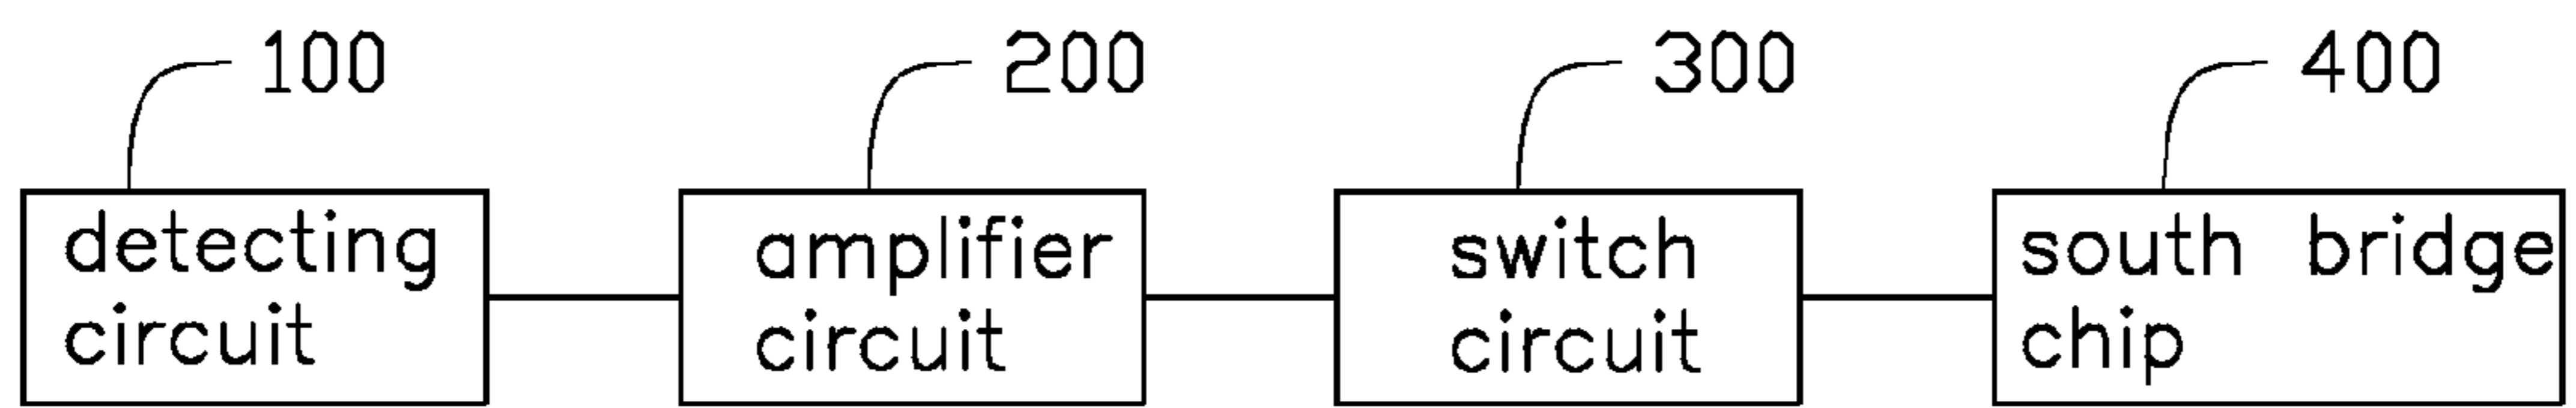 100 200 300 400
detecting amplifier switch south bridge
circuit circuit circuit chip